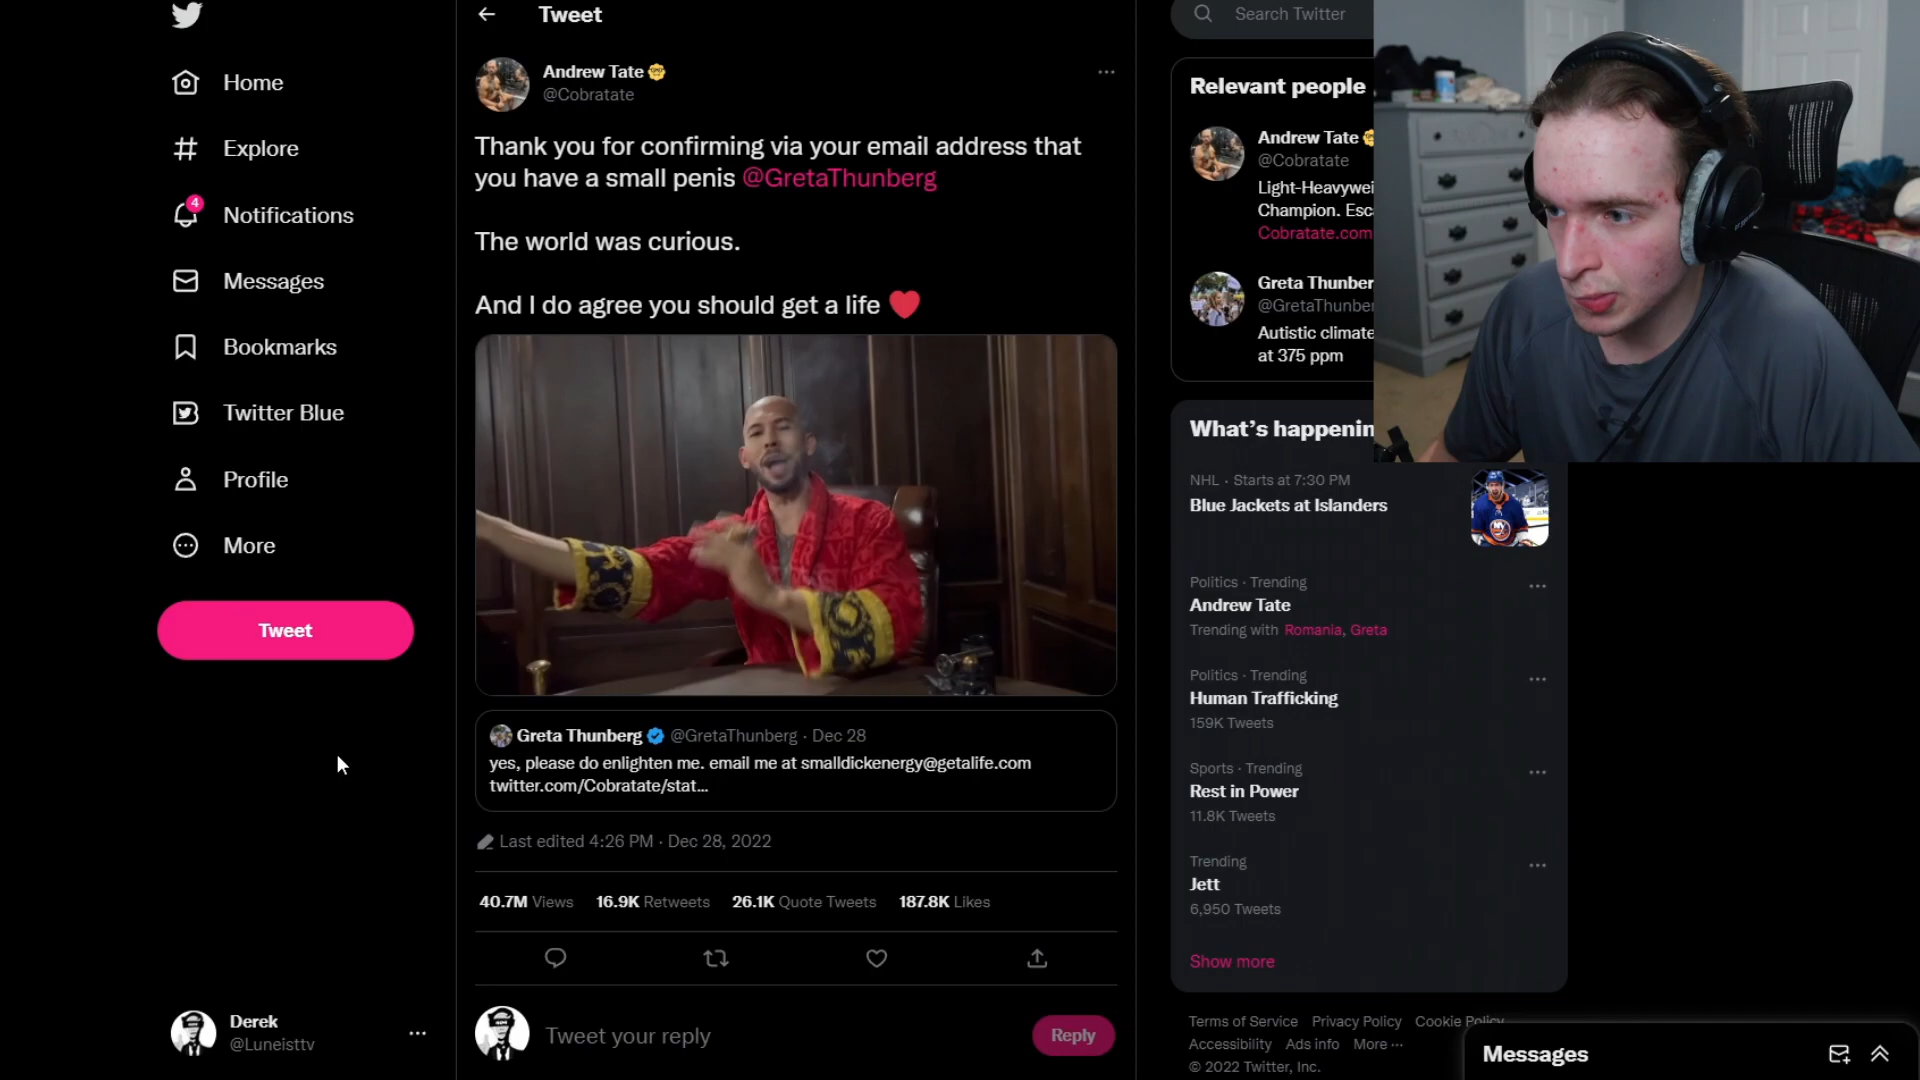 Home
Explore
4
Notifications
Messages
Bookmarks
Twitter Blue
Profile
More
Tweet
Derek
@Luneisttv
Tweet
Andrew Tate
@Cobratate
Thank you for confirming via your email address that
you have a small penis @GretaThunberg
The world was curious.
And I do agree you should get a life
Greta Thunberg @GretaThunberg · Dec 28
yes, please do enlighten me. email me at smalldickenergy@getalife.com
twitter.com/Cobratate/stat...
Last edited 4:26 PM · Dec 28, 2022
40.7M Views 16.9K Retweets 26.1K Quote Tweets 187.8K Likes
Tweet your reply
Reply
Search Twitter
Relevant people
Andrew Tate
@Cobratate
Light-Heavywei
Champion. Esc
Cobratate.com
Greta Thunber
@GretaThunber
Autistic climate
at 375 ppm
What's happenin
NHL · Starts at 7:30 PM
Blue Jackets at Islanders
Politics · Trending
Andrew Tate
Trending with Romania, Greta
Politics · Trending
Human Trafficking
159K Tweets
Sports · Trending
Rest in Power
11.8K Tweets
Trending
Jett
6,950 Tweets
Show more
Terms of Service Privacy Policy Cookie Policy
Accessibility Ads info More ···
© 2022 Twitter, Inc.
Messages